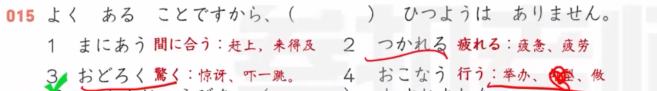 015 よく ある ことですから、( ) ひつようは ありません。
1 まにあう 間に合う：赶上，来得及 2 つかれる 疲れる：疲惫、疲劳
3 おどろく 驚く：惊讶、吓一跳。 4 おこなう 行う：举办、 做